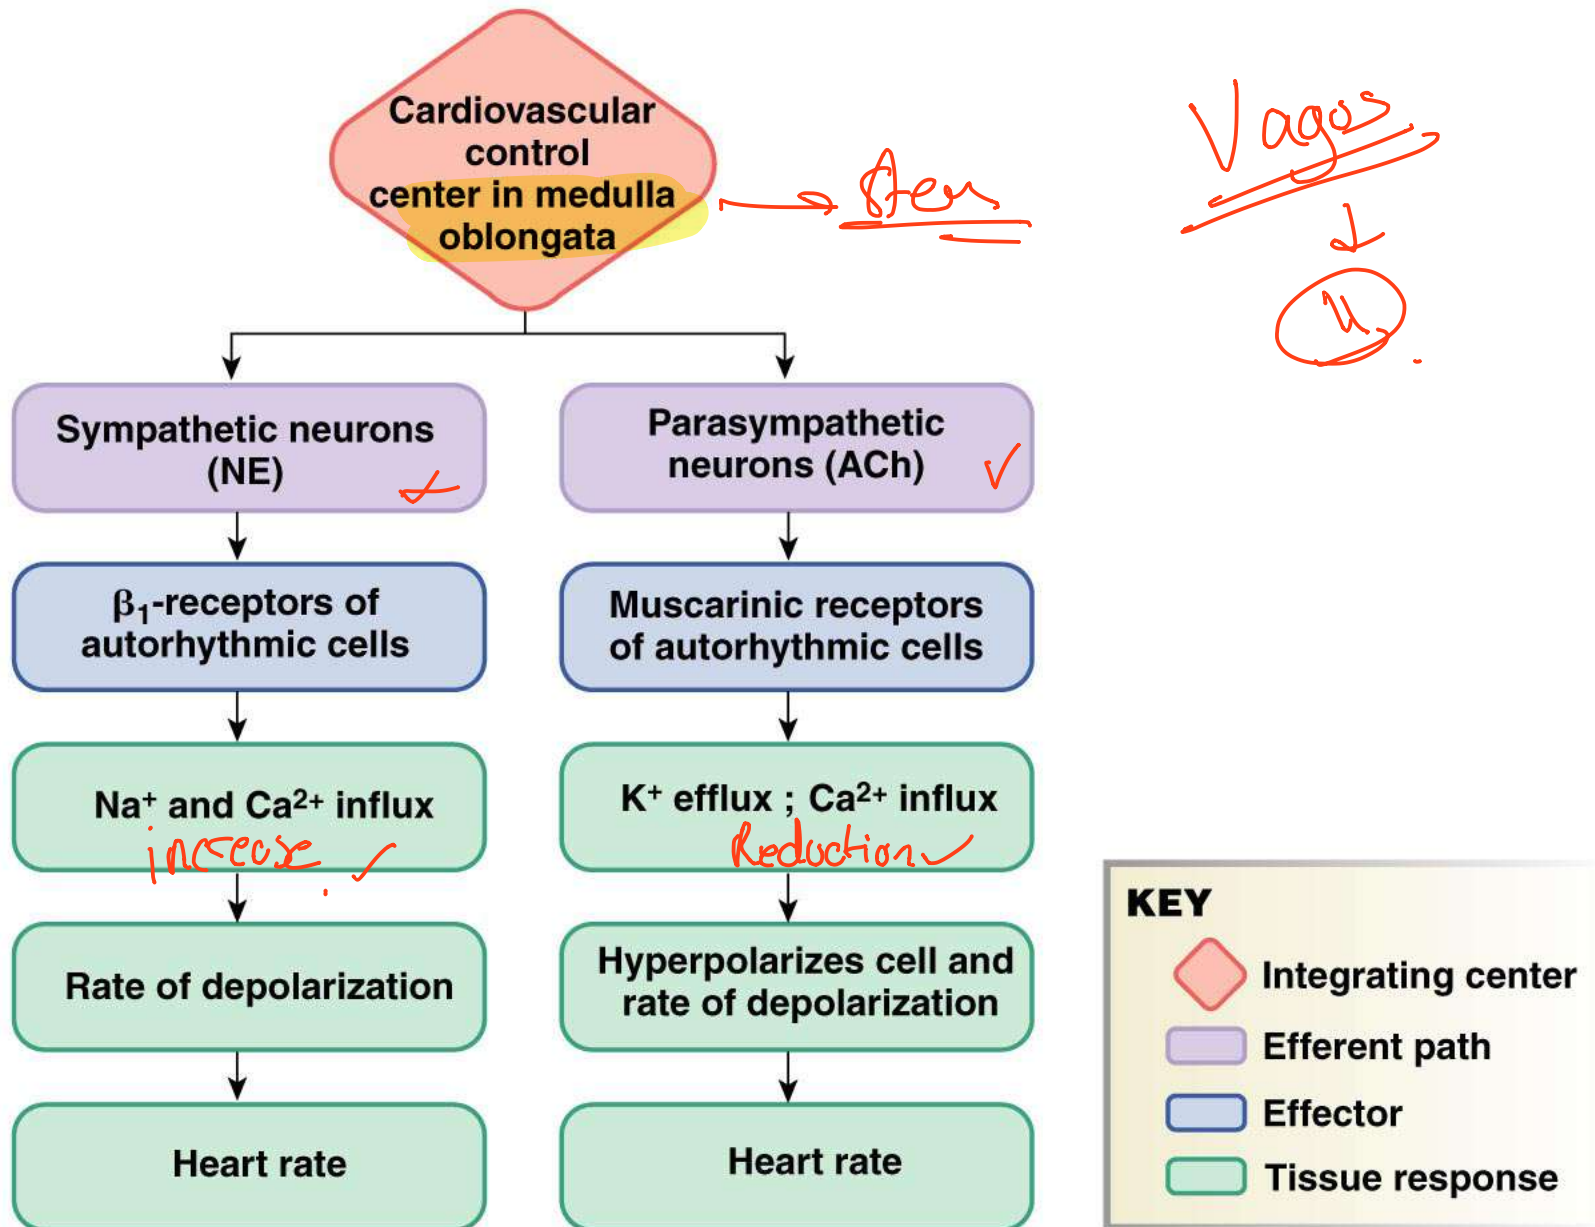 Cardiovascular
control
center in medulla
oblongata
Stem
Vagos
Sympathetic neurons
(NE)
Parasympathetic
neurons (ACh)
β₁-receptors of
autorhythmic cells
Muscarinic receptors
of autorhythmic cells
Na⁺ and Ca²⁺ influx
increase
K⁺ efflux ; Ca²⁺ influx
Reduction
Rate of depolarization
Hyperpolarizes cell and
rate of depolarization
Heart rate
Heart rate
KEY
Integrating center
Efferent path
Effector
Tissue response